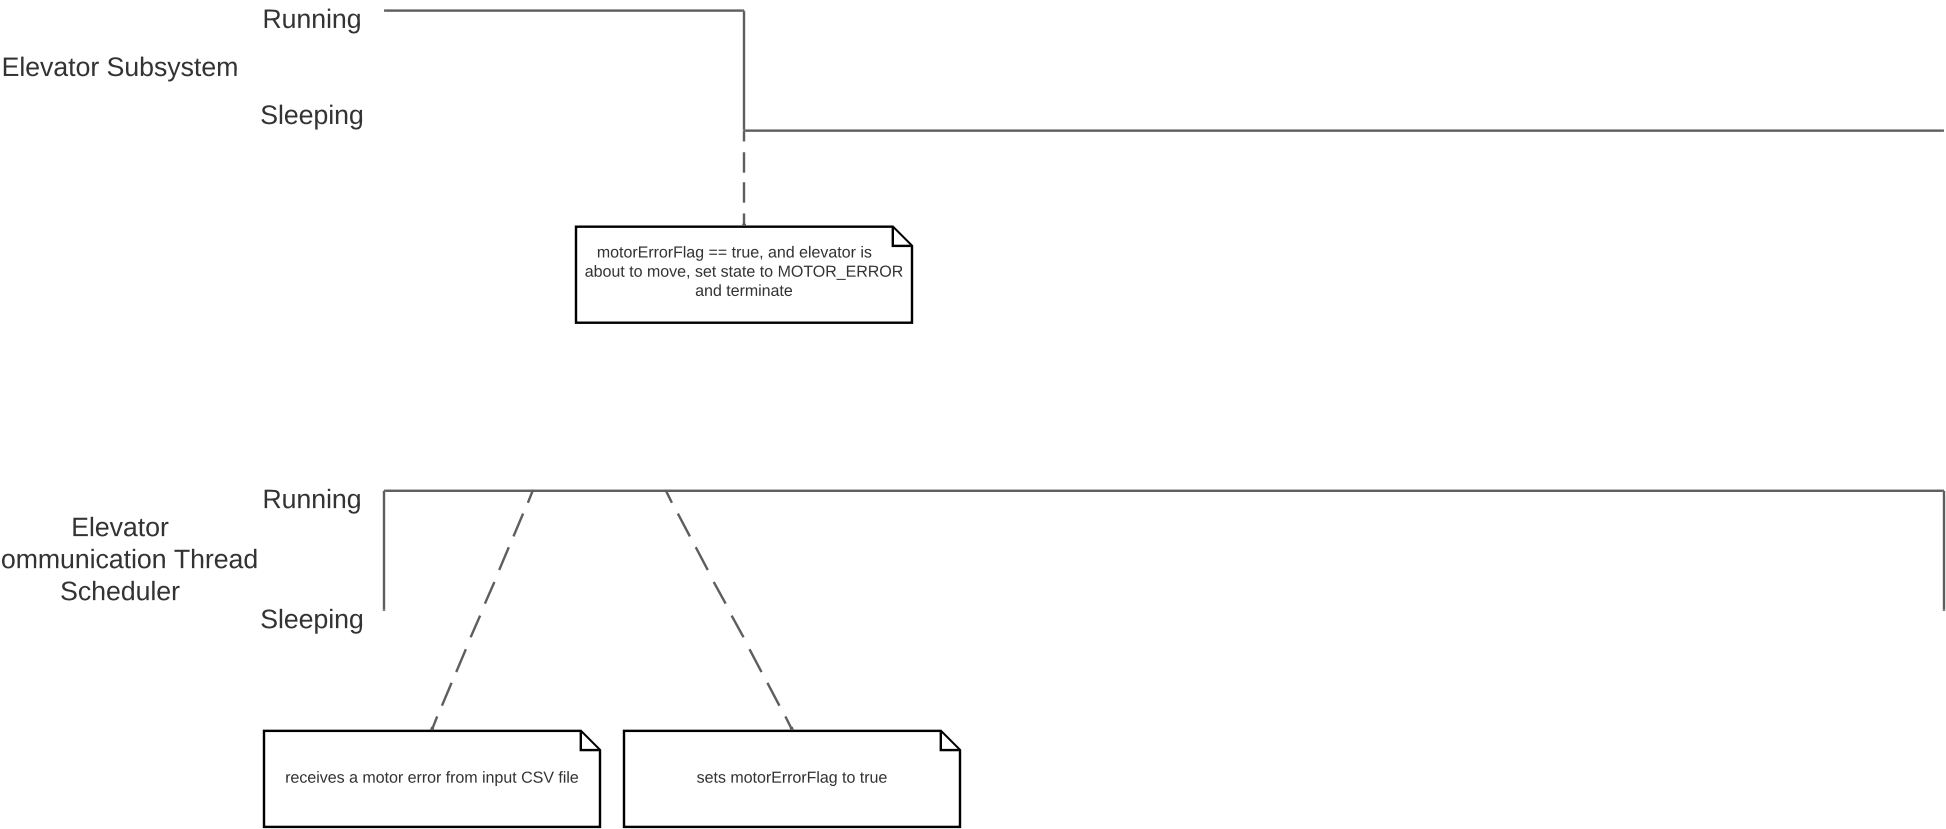 Running
Elevator Subsystem
Sleeping
motorErrorFlag == true, and elevator is
about to move, set state to MOTOR_ERROR
and terminate
Running
Elevator
ommunication Thread
Scheduler
Sleeping
receives a motor error from input CSV file
sets motorErrorFlag to true